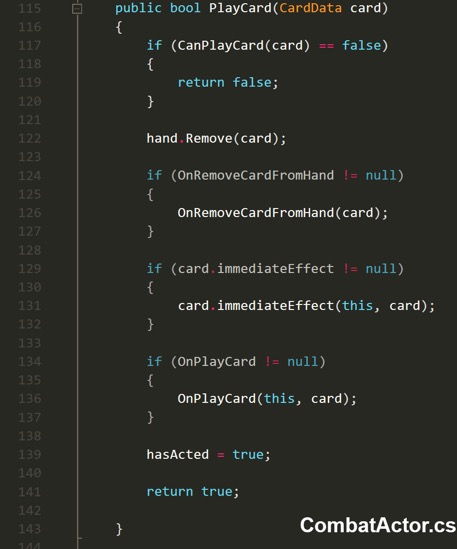 115 public bool PlayCard(CardData card)
116 {
117 if (CanPlayCard(card) == false)
118 {
119 return false;
120 }
121
122 hand.Remove(card);
123
124 if (OnRemoveCardFromHand != null)
125 {
126 OnRemoveCardFromHand(card);
127 }
128
129 if (card.immediateEffect != null)
130 {
131 card.immediateEffect(this, card);
132 }
133
134 if (OnPlayCard != null)
135 {
136 OnPlayCard(this, card);
137 }
138
139 hasActed = true;
140
141 return true;
142
143 }
144
CombatActor.cs